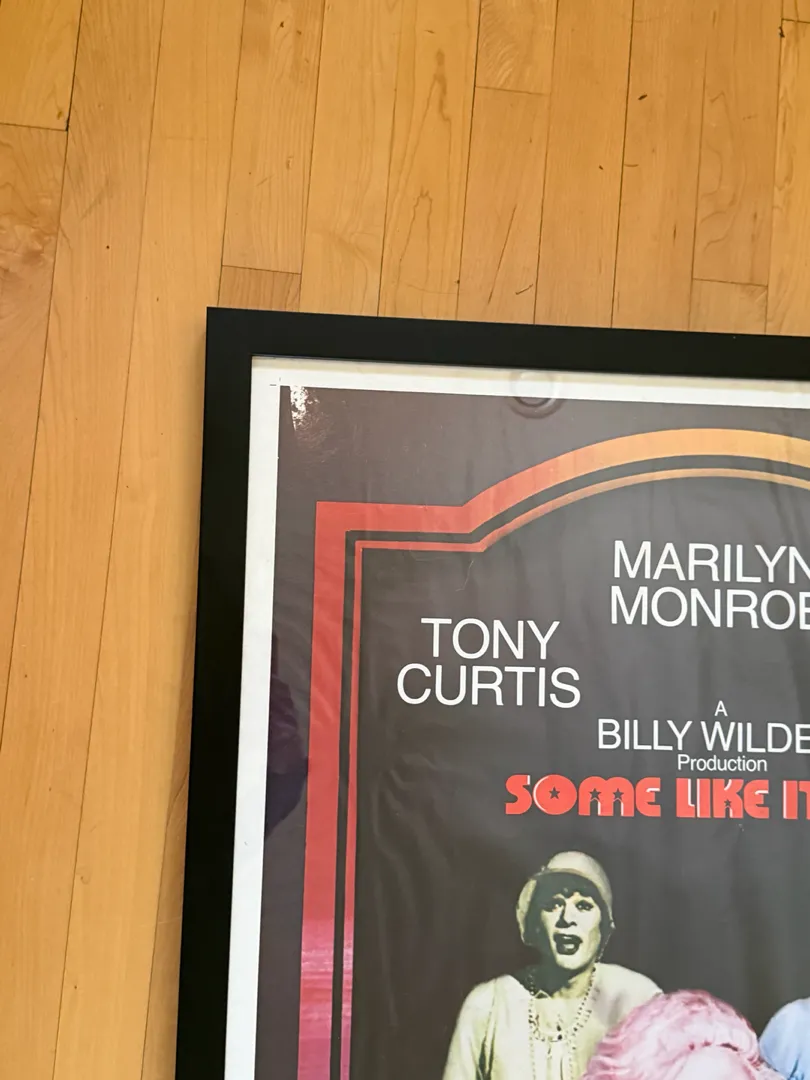 MARILYN
MONROE
TONY
CURTIS
A
BILLY WILDE
Production
SOME LIKE IT